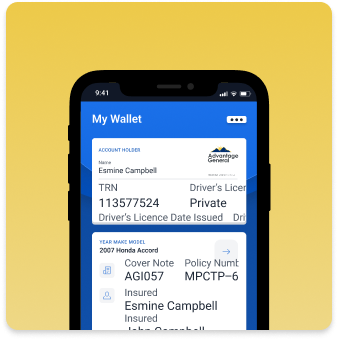 9:41
My Wallet
ACCOUNT HOLDER
Name
Esmine Campbell
Advantage
General
TRN Driver's Licen
113577524 Private
Driver's Licence Date Issued Dri
YEAR MAKE MODEL
2007 Honda Accord
Cover Note Policy Numb
AGI057 MPCTP–6
Insured
Esmine Campbell
Insured
John Campbell